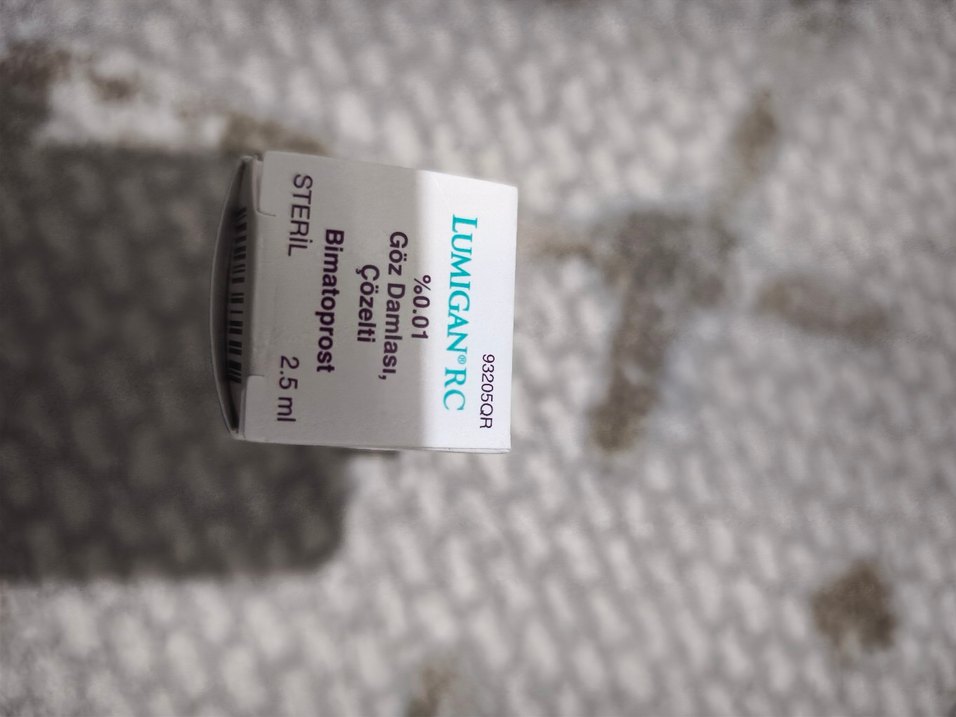 93205QR
LUMIGAN® RC
%0.01
Göz Damlası,
Çözelti
Bimatoprost
STERİL 2.5 ml